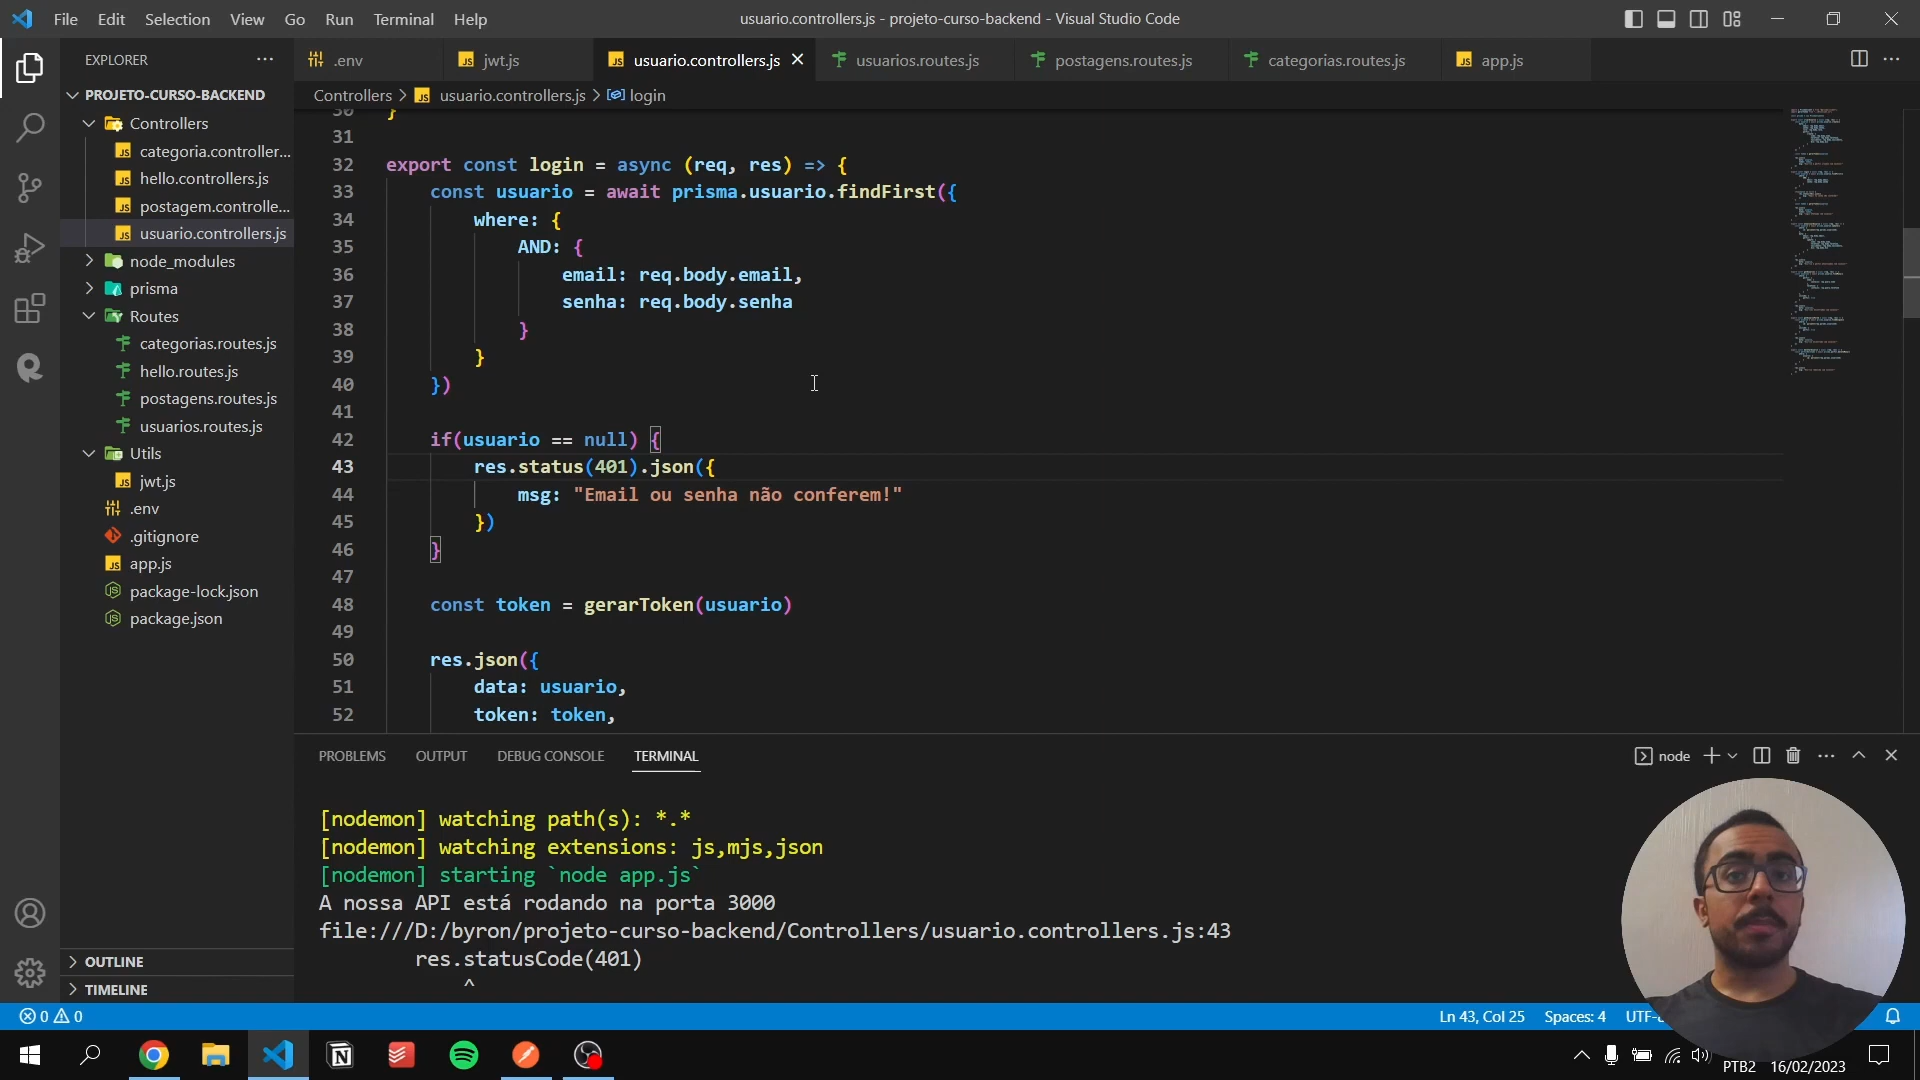 File Edit Selection View Go Run Terminal Help
usuario.controllers.js - projeto-curso-backend - Visual Studio Code
EXPLORER
.env
jwt.js
usuario.controllers.js
usuarios.routes.js
postagens.routes.js
categorias.routes.js
app.js
PROJETO-CURSO-BACKEND
Controllers
categoria.controller...
hello.controllers.js
postagem.controlle...
usuario.controllers.js
node_modules
prisma
Routes
categorias.routes.js
hello.routes.js
postagens.routes.js
usuarios.routes.js
Utils
jwt.js
.env
.gitignore
app.js
package-lock.json
package.json
OUTLINE
TIMELINE
Controllers > usuario.controllers.js > login
30 }
31
32 export const login = async (req, res) => {
33 const usuario = await prisma.usuario.findFirst({
34 where: {
35 AND: {
36 email: req.body.email,
37 senha: req.body.senha
38 }
39 }
40 })
41
42 if(usuario == null) {
43 res.status(401).json({
44 msg: "Email ou senha não conferem!"
45 })
46 }
47
48 const token = gerarToken(usuario)
49
50 res.json({
51 data: usuario,
52 token: token,
PROBLEMS OUTPUT DEBUG CONSOLE TERMINAL
node
[nodemon] watching path(s): *.*
[nodemon] watching extensions: js,mjs,json
[nodemon] starting `node app.js`
A nossa API está rodando na porta 3000
file:///D:/byron/projeto-curso-backend/Controllers/usuario.controllers.js:43
res.statusCode(401)
^
0 0
Ln 43, Col 25 Spaces: 4
PTB2 16/02/2023